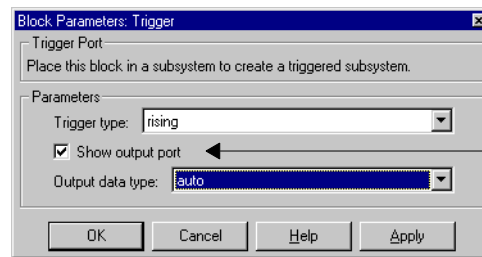 Block Parameters: Trigger
Trigger Port
Place this block in a subsystem to create a triggered subsystem.
Parameters
Trigger type: rising
Show output port
Output data type: auto
OK Cancel Help Apply